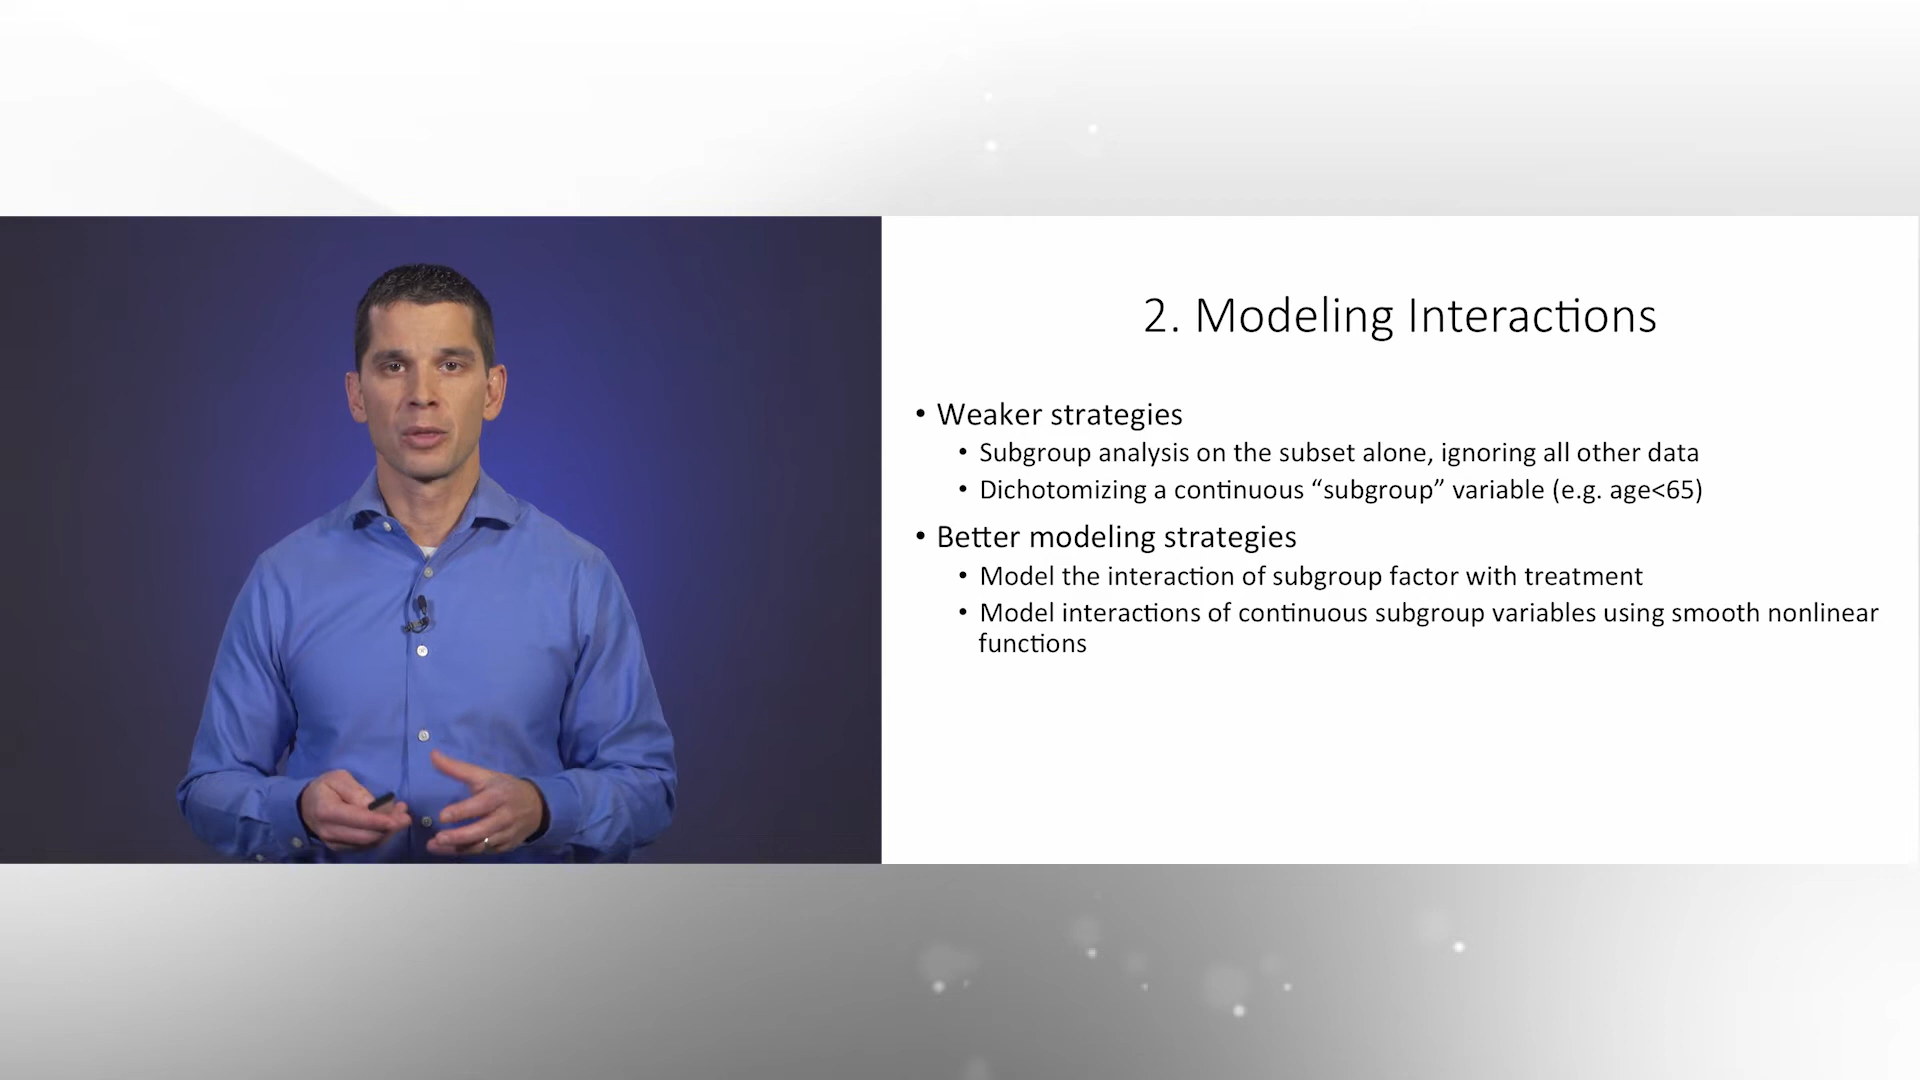 2. Modeling Interactions
• Weaker strategies
• Subgroup analysis on the subset alone, ignoring all other data
• Dichotomizing a continuous “subgroup” variable (e.g. age<65)
• Better modeling strategies
• Model the interaction of subgroup factor with treatment
• Model interactions of continuous subgroup variables using smooth nonlinear
functions